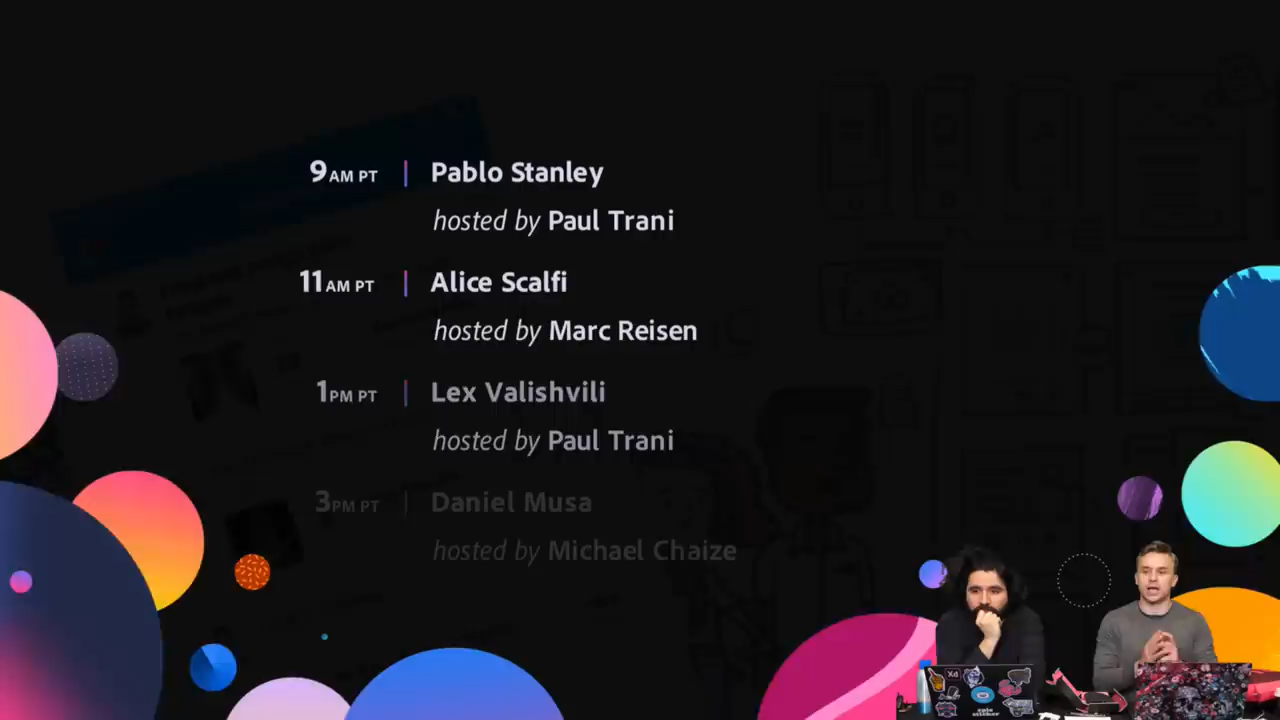 9AM PT | Pablo Stanley
hosted by Paul Trani
11AM PT | Alice Scalfi
hosted by Marc Reisen
1PM PT | Lex Valishvili
hosted by Paul Trani
3PM PT | Daniel Musa
hosted by Michael Chaize
Xd